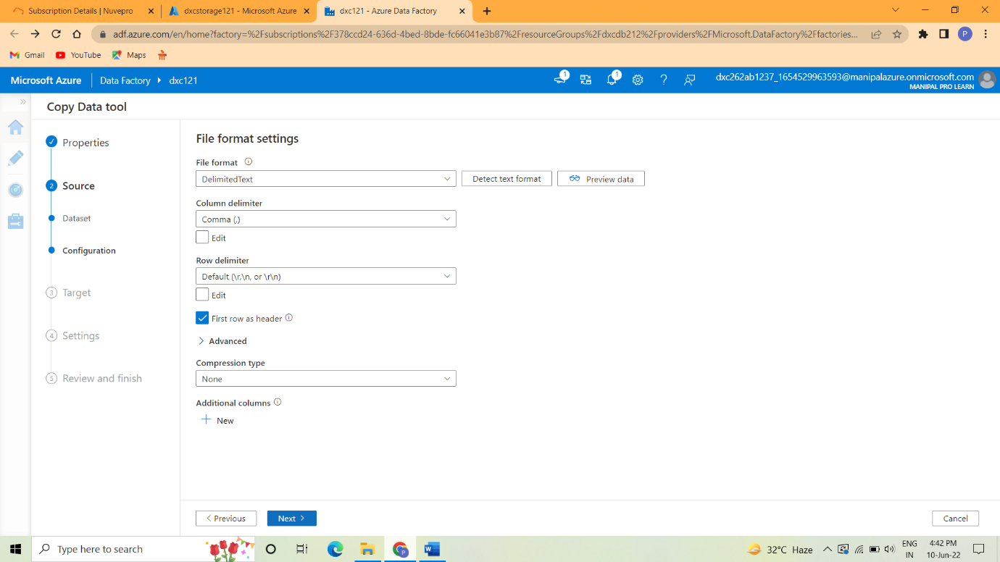 Subscription Details | Nuvepro
dxcstorage121 - Microsoft Azure
dxc121 - Azure Data Factory
adf.azure.com/en/home?factory=%2Fsubscriptions%2F378ccd24-636d-4bed-8bde-fc66041e3b87%2FresourceGroups%2Fdxcdb212%2Fproviders%2FMicrosoft.DataFactory%2Ffactories...
P
Gmail
YouTube
Maps
Microsoft Azure
Data Factory
dxc121
1
1
dxc262ab1237_1654529963593@manipalazure.onmicrosoft.com
MANIPAL PRO LEARN
Copy Data tool
Properties
2 Source
Dataset
Configuration
3 Target
4 Settings
5 Review and finish
File format settings
File format
DelimitedText
Detect text format
Preview data
Column delimiter
Comma (,)
Edit
Row delimiter
Default (\r,\n, or \r\n)
Edit
First row as header
Advanced
Compression type
None
Additional columns
New
Previous
Next
Cancel
Type here to search
P
W
32°C Haze
ENG
IN
4:42 PM
10-Jun-22